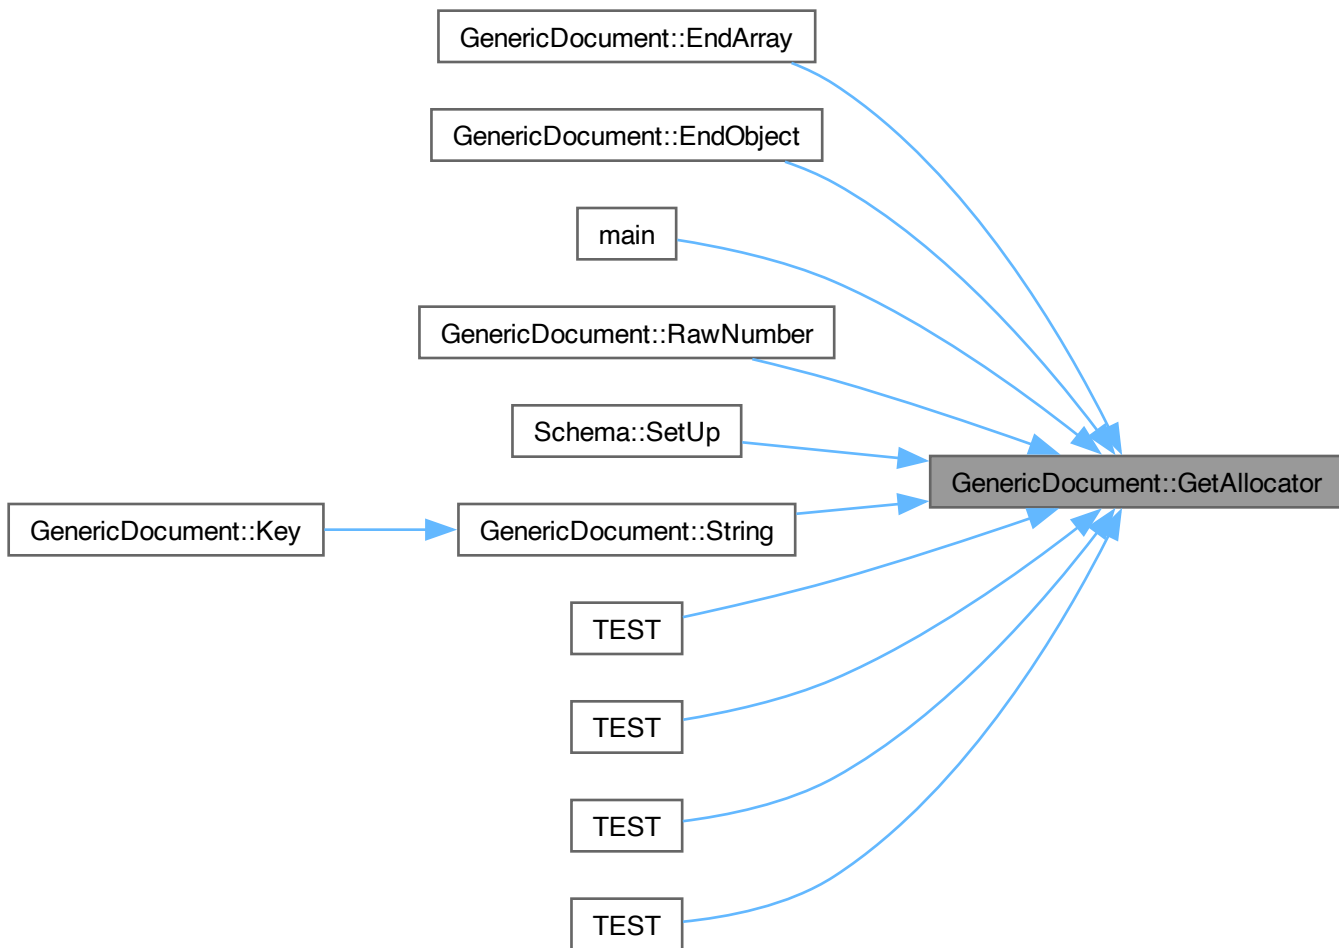 GenericDocument::EndArray
GenericDocument::EndObject
main
GenericDocument::RawNumber
Schema::SetUp
GenericDocument::GetAllocator
GenericDocument::Key
GenericDocument::String
TEST
TEST
TEST
TEST